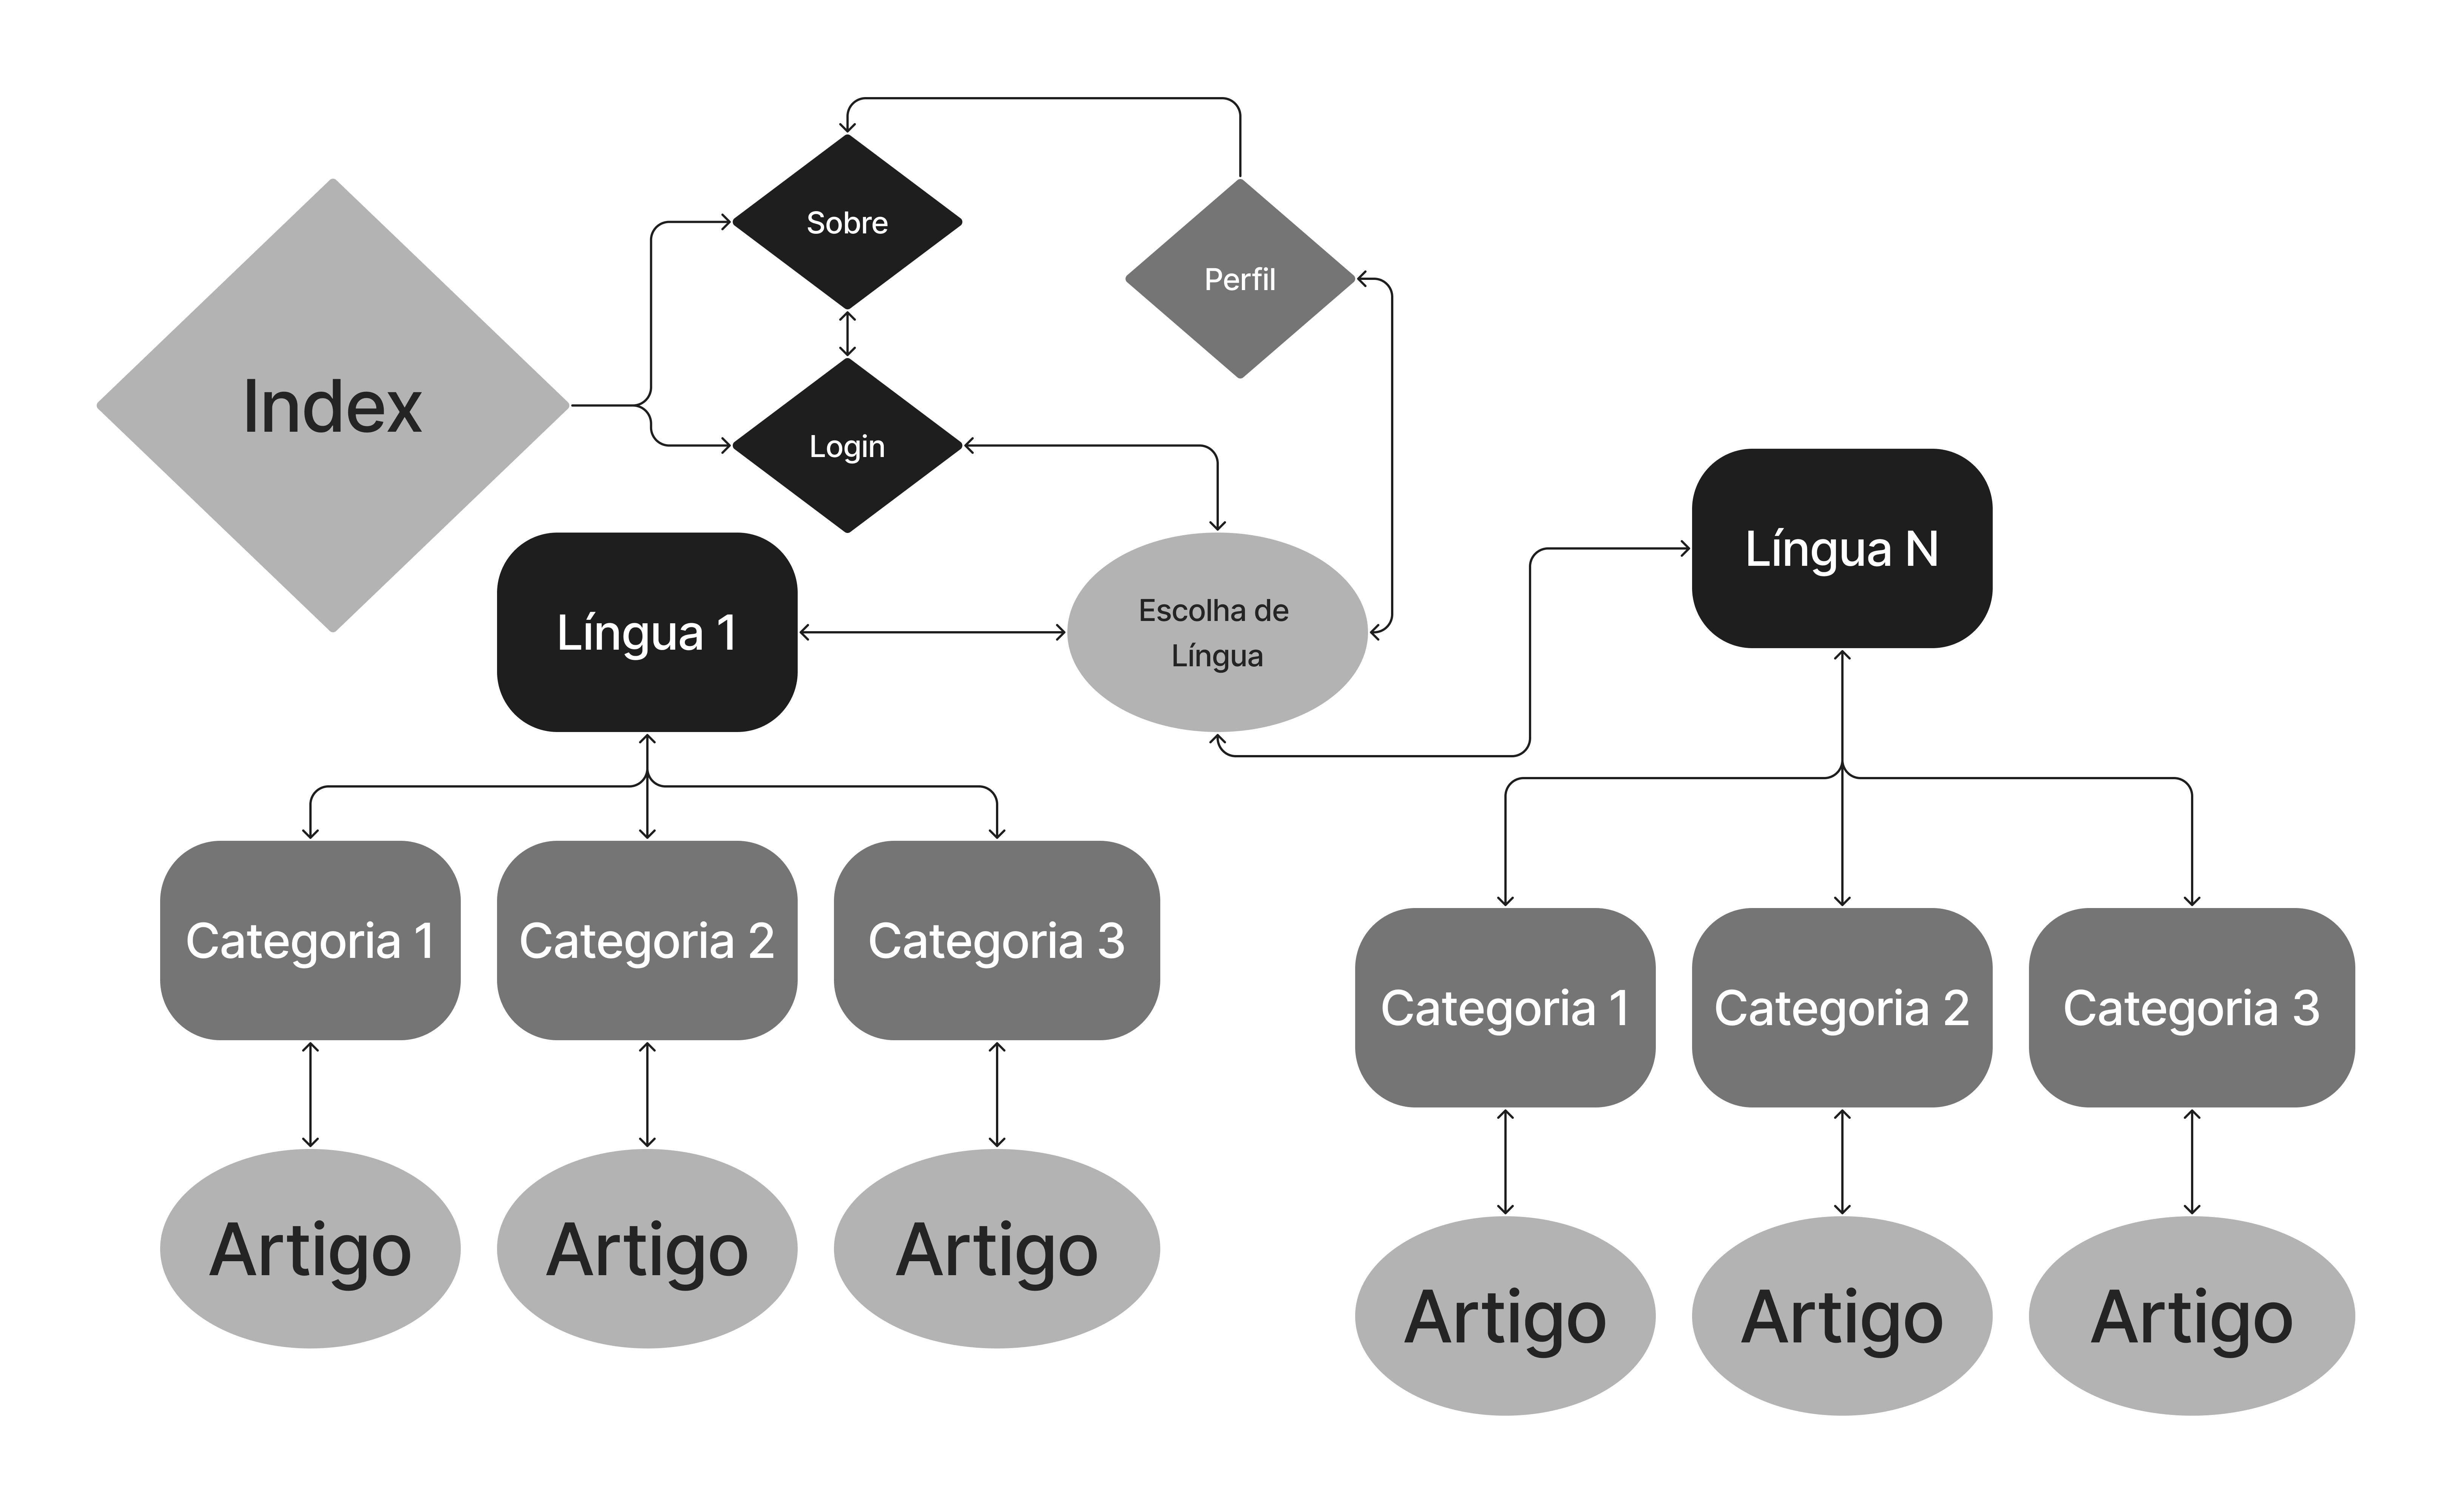 Index
Sobre
Perfil
Login
Língua 1
Escolha de
Língua
Língua N
Categoria 1
Categoria 2
Categoria 3
Artigo
Artigo
Artigo
Categoria 1
Categoria 2
Categoria 3
Artigo
Artigo
Artigo